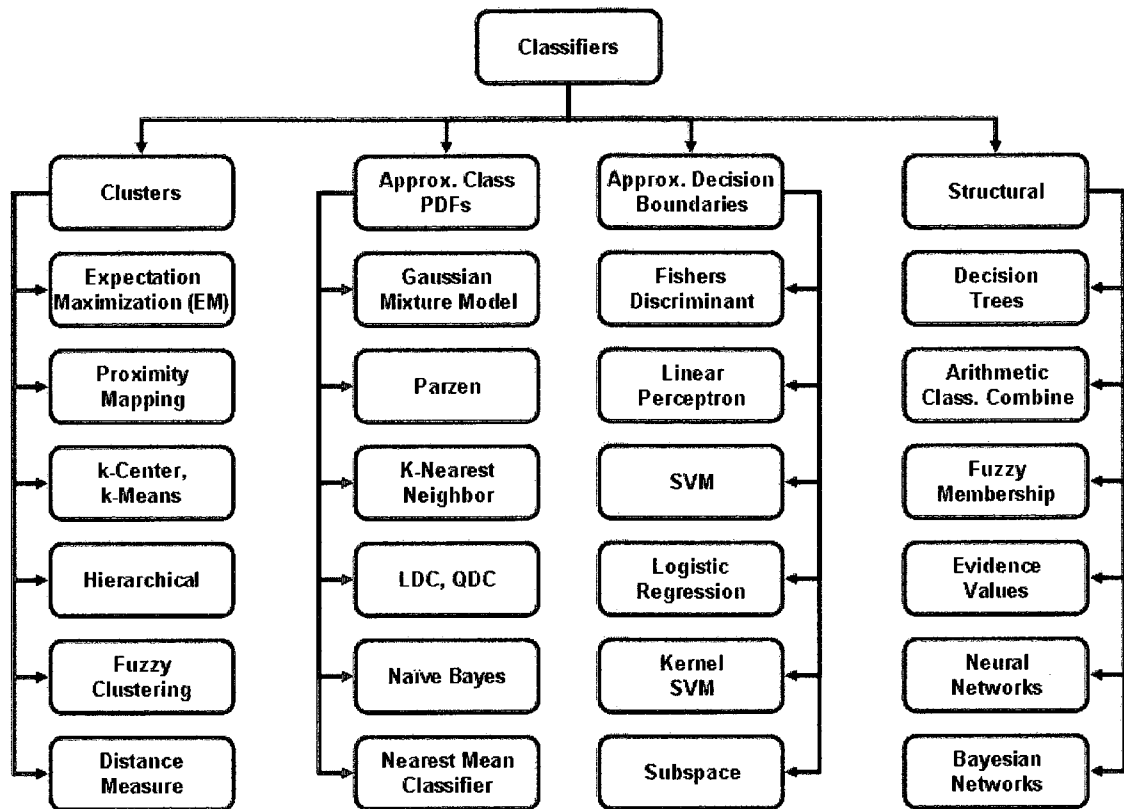 Classifiers
Clusters
Expectation
Maximization (EM)
Proximity
Mapping
k-Center,
k-Means
Hierarchical
Fuzzy
Clustering
Distance
Measure
Approx. Class
PDFs
Gaussian
Mixture Model
Parzen
K-Nearest
Neighbor
LDC, QDC
Naïve Bayes
Nearest Mean
Classifier
Approx. Decision
Boundaries
Fishers
Discriminant
Linear
Perceptron
SVM
Logistic
Regression
Kernel
SVM
Subspace
Structural
Decision
Trees
Arithmetic
Class. Combine
Fuzzy
Membership
Evidence
Values
Neural
Networks
Bayesian
Networks